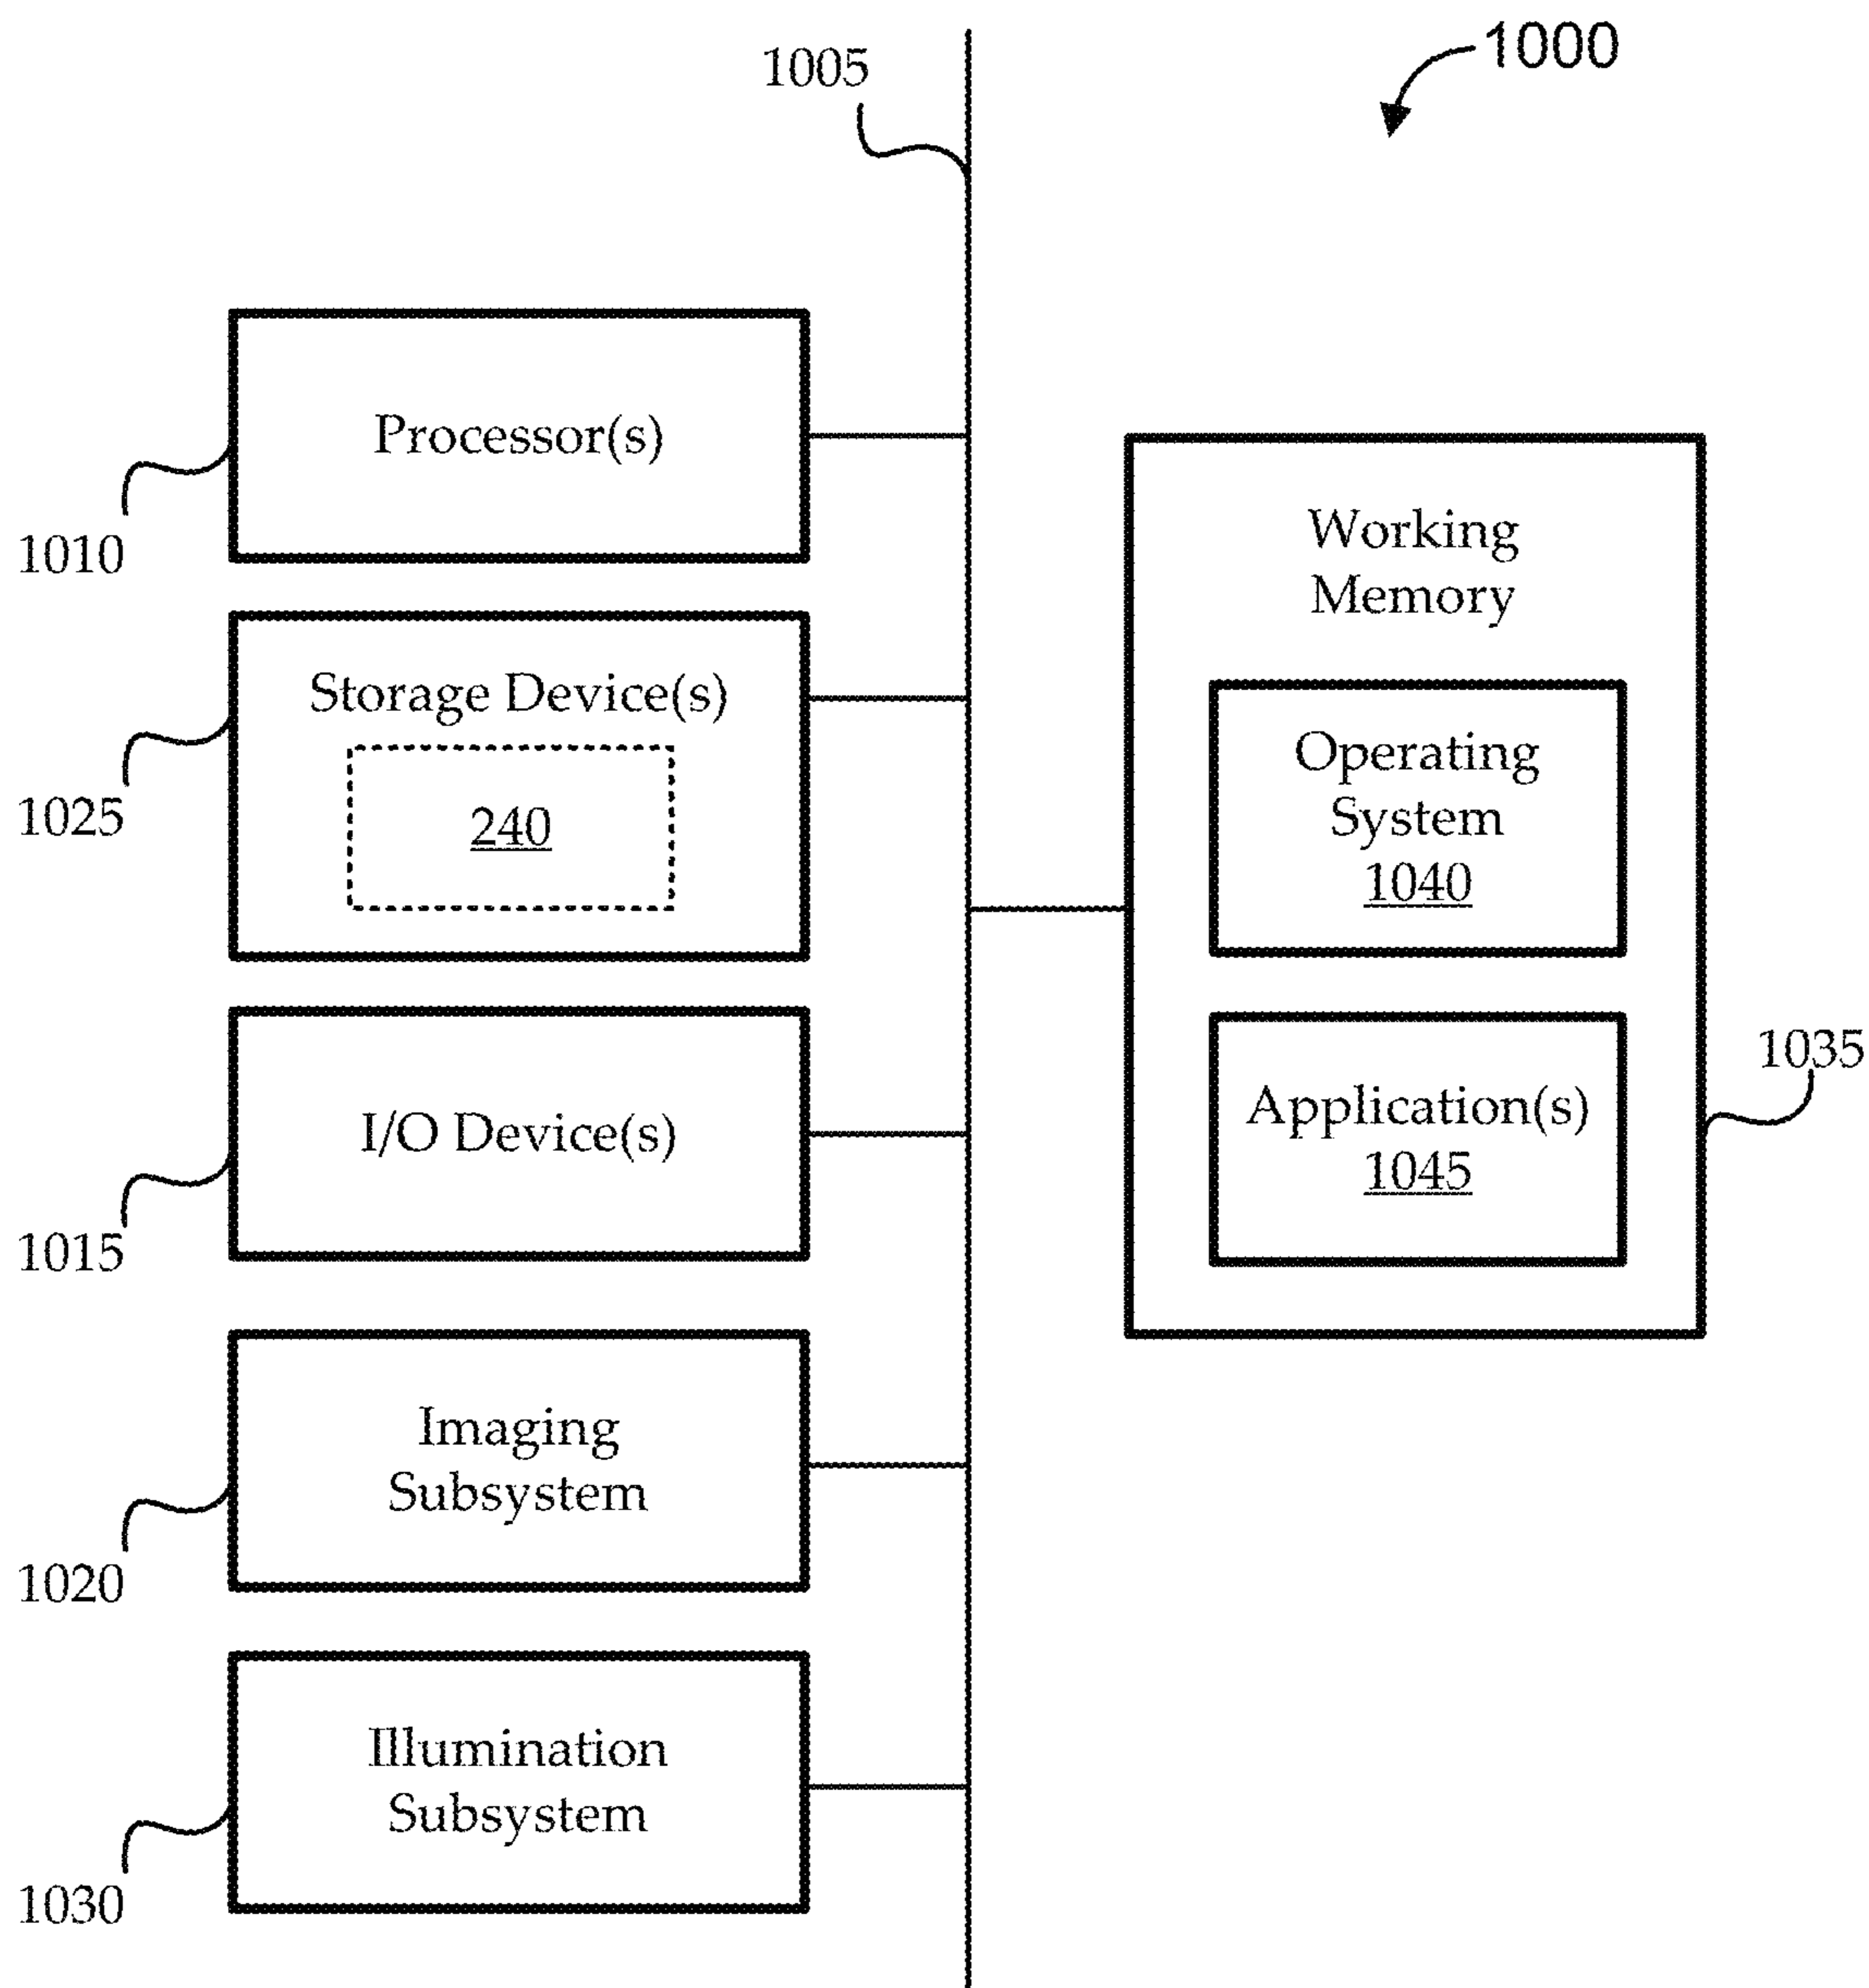 1000
1005
Processor(s)
1010
Storage Device(s)
240
1025
I/O Device(s)
1015
Imaging
Subsystem
1020
Illumination
Subsystem
1030
Working
Memory
Operating
System
1040
Application(s)
1045
1035